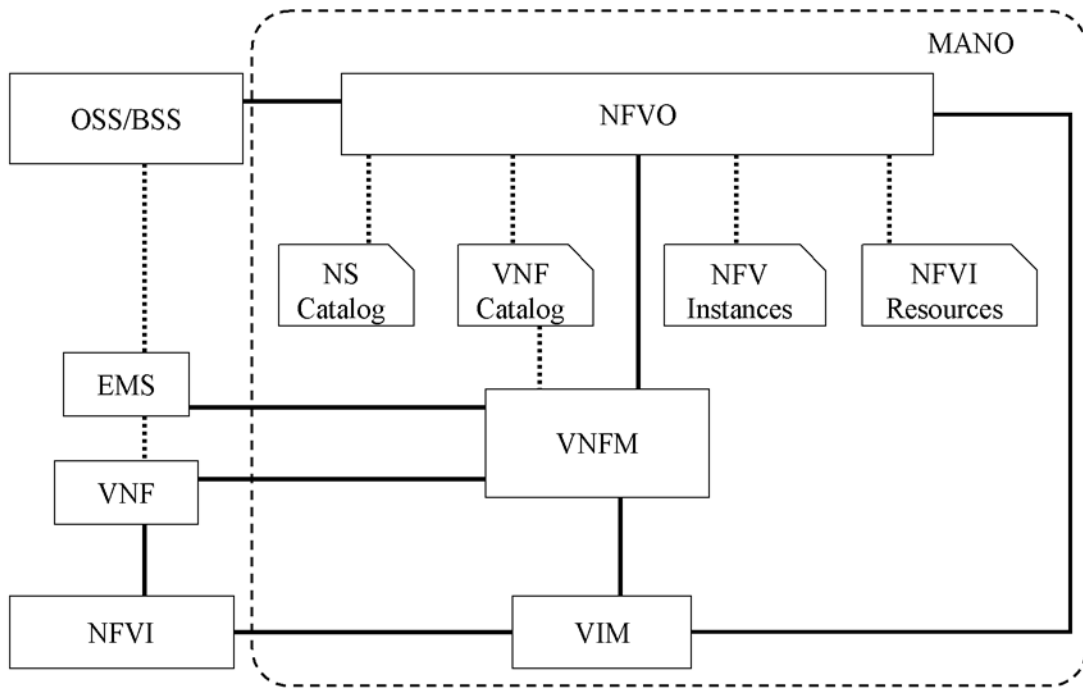 MANO
OSS/BSS
NFVO
NS
Catalog
VNF
Catalog
NFV
Instances
NFVI
Resources
EMS
VNFM
VNF
NFVI
VIM